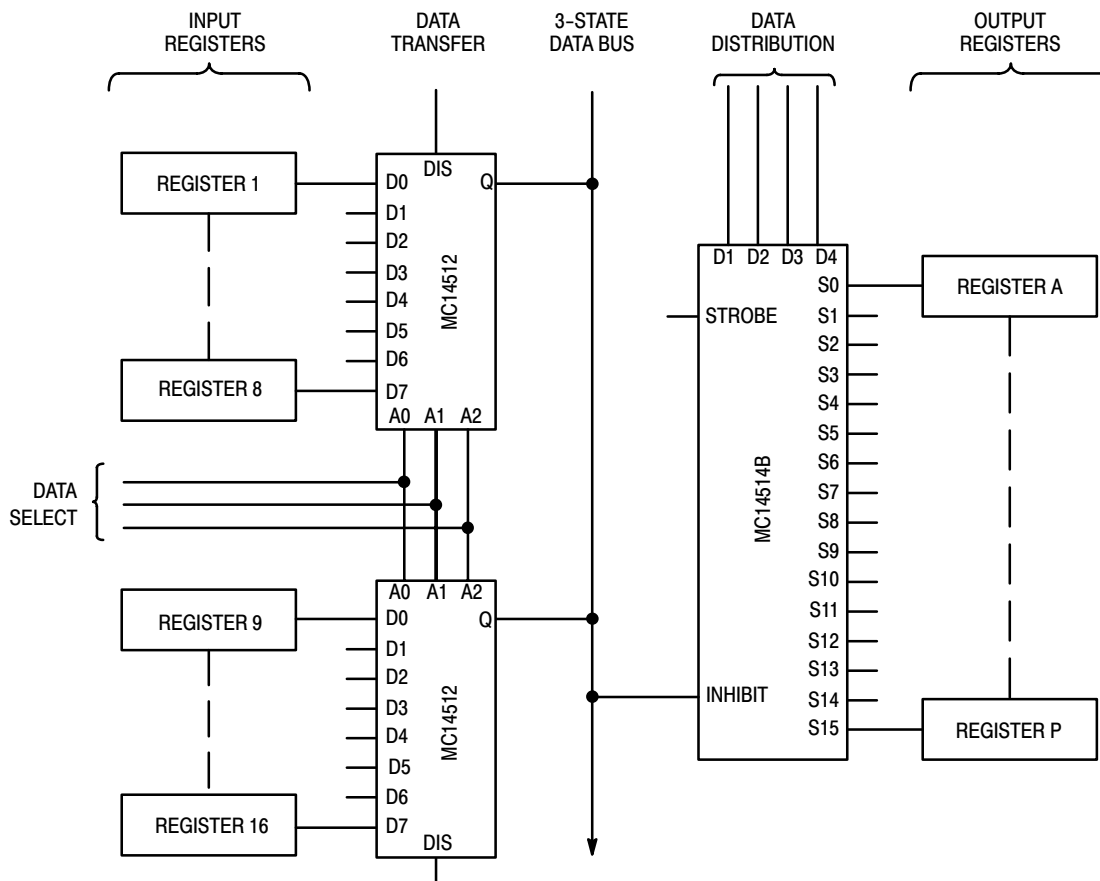 INPUT
REGISTERS
DATA
TRANSFER
3–STATE
DATA BUS
DATA
DISTRIBUTION
OUTPUT
REGISTERS
REGISTER 1
REGISTER 8
DIS
D0
Q
D1
D2
D3
D4
D5
D6
D7
MC14512
A0 A1 A2
DATA
SELECT
REGISTER 9
REGISTER 16
A0 A1 A2
D0
Q
D1
D2
D3
D4
D5
D6
D7
MC14512
DIS
D1 D2 D3 D4
STROBE
INHIBIT
MC14514B
S0
S1
S2
S3
S4
S5
S6
S7
S8
S9
S10
S11
S12
S13
S14
S15
REGISTER A
REGISTER P